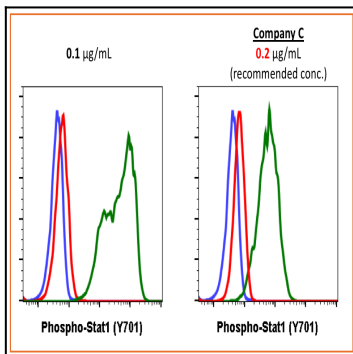 Company C
0.1 µg/mL
0.2 µg/mL
(recommended conc.)
Phospho-Stat1 (Y701)
Phospho-Stat1 (Y701)